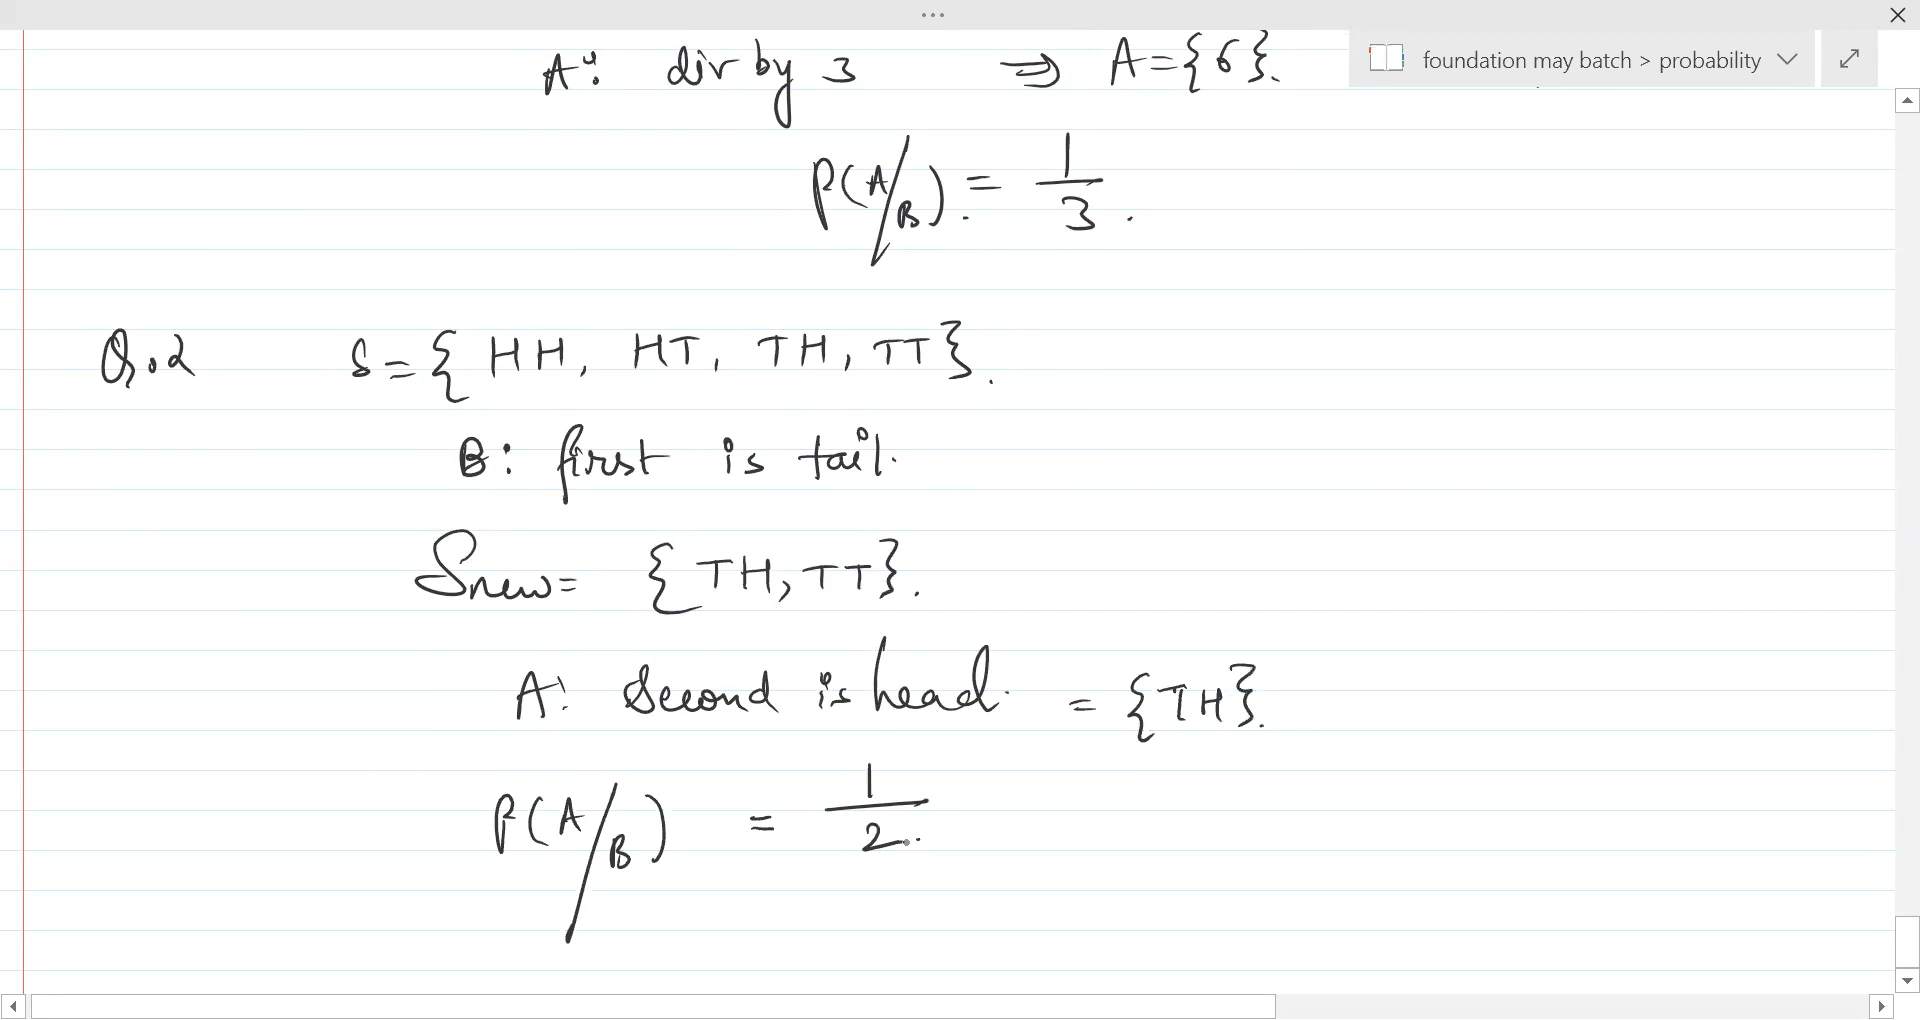 A: div by 3 ⇒ A={6}.
foundation may batch > probability
P(A/B) = 1/3.
Q.2 S={ HH, HT, TH, TT}.
B: first is tail.
Snew= { TH, TT}.
A: Second is head. = {TH}.
P(A/B) = 1/2.